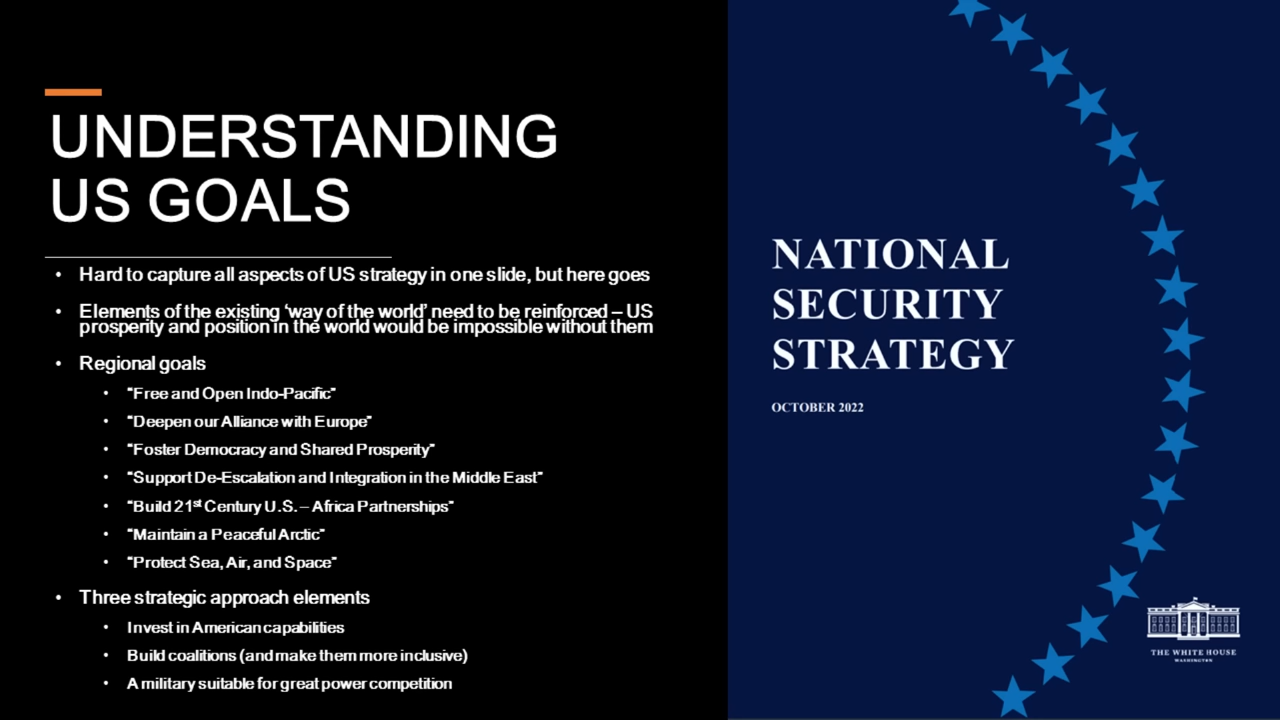 UNDERSTANDING
US GOALS
• Hard to capture all aspects of US strategy in one slide, but here goes
• Elements of the existing ‘way of the world’ need to be reinforced – US
prosperity and position in the world would be impossible without them
• Regional goals
• “Free and Open Indo-Pacific”
• “Deepen our Alliance with Europe”
• “Foster Democracy and Shared Prosperity”
• “Support De-Escalation and Integration in the Middle East”
• “Build 21st Century U.S. – Africa Partnerships”
• “Maintain a Peaceful Arctic”
• “Protect Sea, Air, and Space”
• Three strategic approach elements
• Invest in American capabilities
• Build coalitions (and make them more inclusive)
• A military suitable for great power competition
NATIONAL
SECURITY
STRATEGY
OCTOBER 2022
THE WHITE HOUSE
WASHINGTON